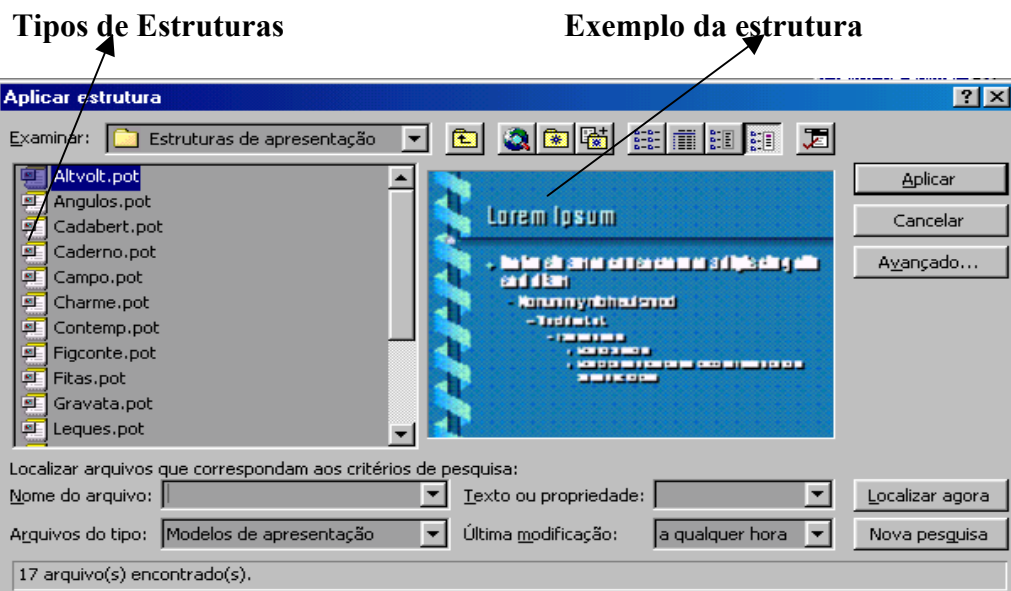 Tipos de Estruturas Exemplo da estrutura
Aplicar estrutura
Examinar: Estruturas de apresentação
Altvolt.pot
Angulos.pot
Cadabert.pot
Caderno.pot
Campo.pot
Charme.pot
Contemp.pot
Figconte.pot
Fitas.pot
Gravata.pot
Leques.pot
Lorem Ipsum
Aplicar
Cancelar
Avançado...
Localizar arquivos que correspondam aos critérios de pesquisa:
Nome do arquivo: Texto ou propriedade: Localizar agora
Arquivos do tipo: Modelos de apresentação Última modificação: a qualquer hora Nova pesquisa
17 arquivo(s) encontrado(s).